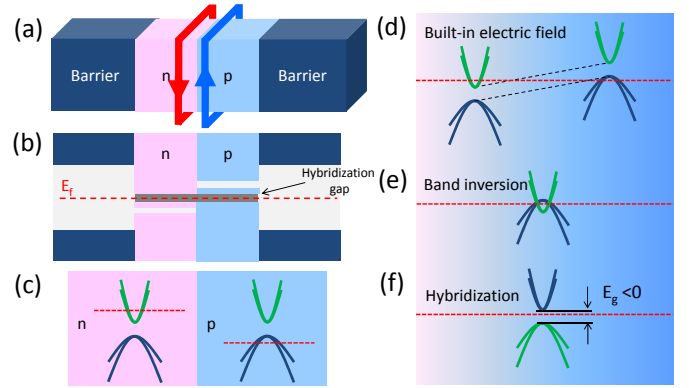 (a)
Barrier
n
p
Barrier
(b)
n
p
E_f
Hybridization
gap
(c)
n
p
(d)
Built-in electric field
(e)
Band inversion
(f)
Hybridization
E_g <0